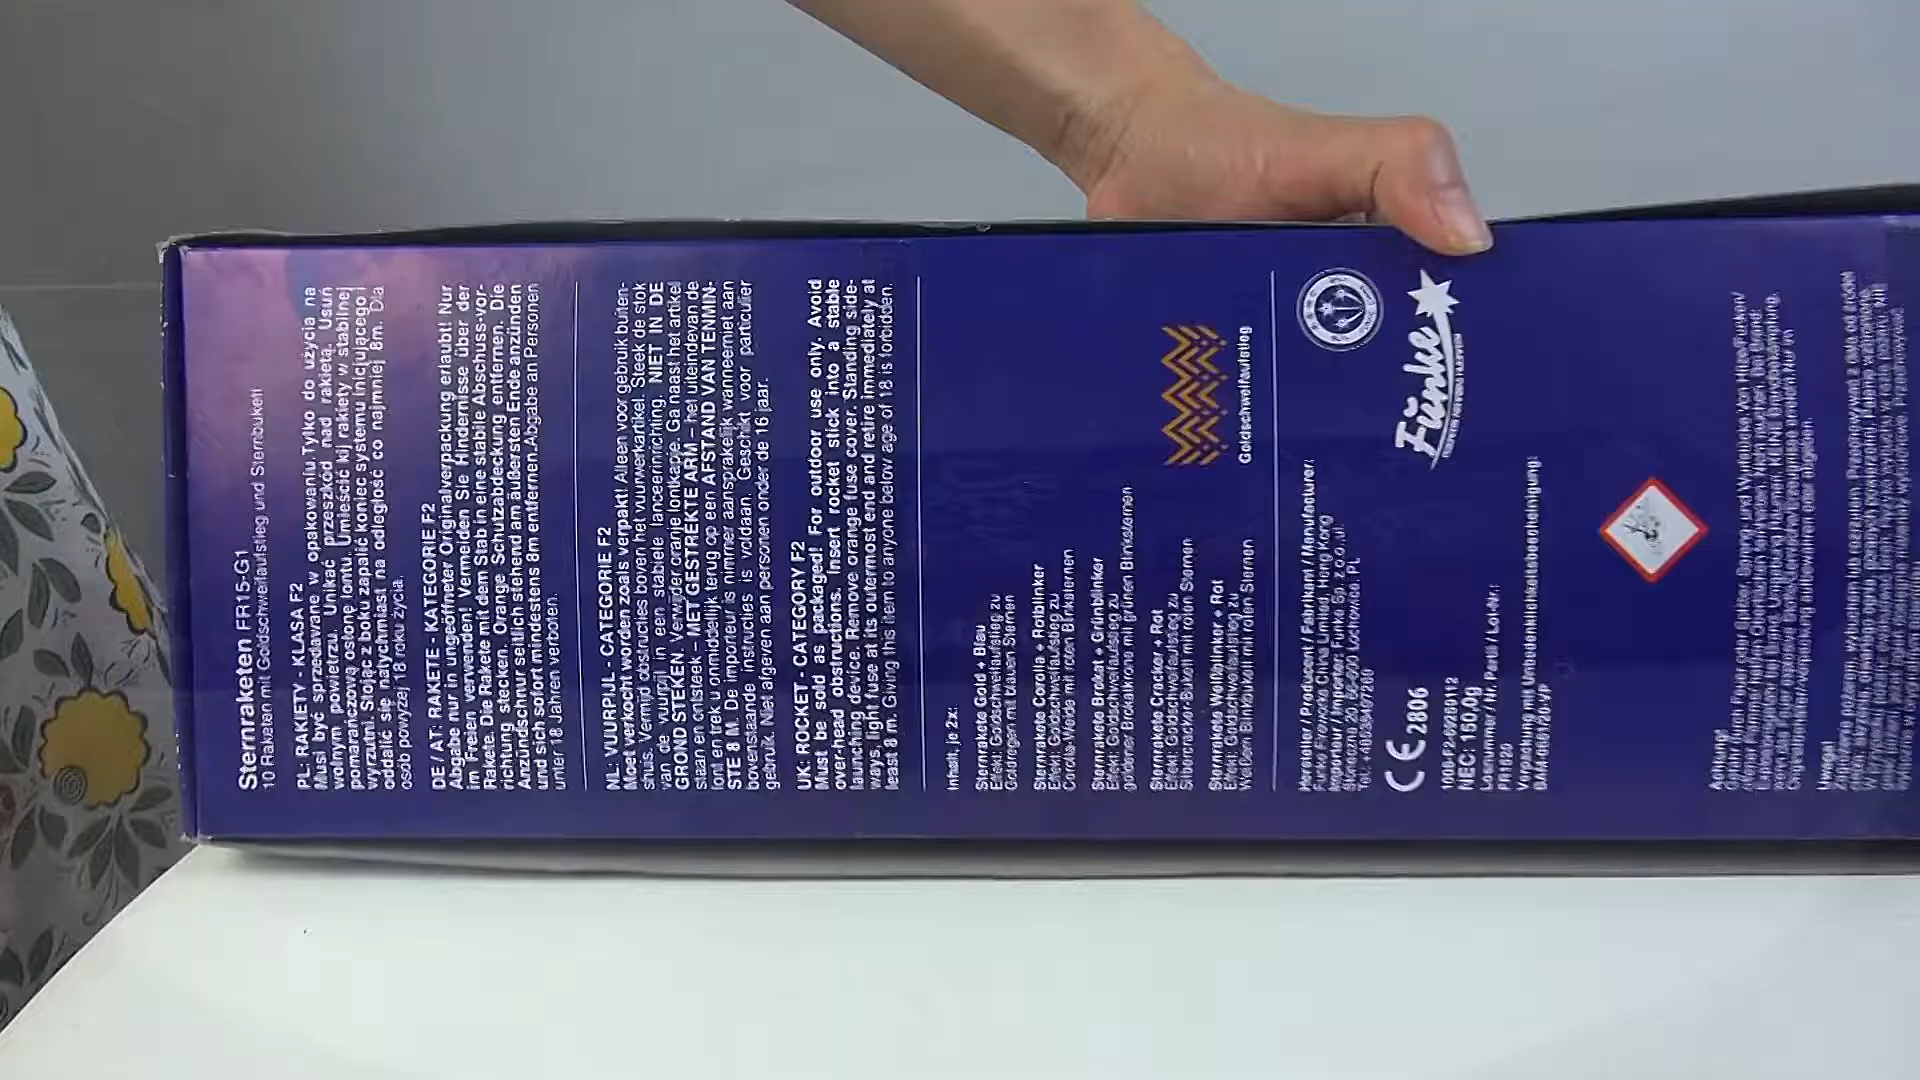 Sternraketen FR15-G1
10 Raketen mit Goldschweifaufstieg und Sternbukett
PL: RAKIETY - KLASA F2
Musi być sprzedawane w opakowaniu.Tylko do użycia na
wolnym powietrzu. Unikać przeszkód nad rakietą. Usuń
pomarańczową osłonę lontu. Umieścić kij rakiety w stabilnej
wyrzutni. Stojąc z boku zapalić koniec systemu inicjującego i
oddalić się natychmiast na odległość co najmniej 8m. Dla
osób powyżej 18 roku życia.
DE / AT: RAKETE - KATEGORIE F2
Abgabe nur in ungeöffneter Originalverpackung erlaubt! Nur
im Freien verwenden! Vermeiden Sie Hindernisse über der
Rakete. Die Rakete mit dem Stab in eine stabile Abschuss-vor-
richtung stecken. Orange Schutzabdeckung entfernen. Die
Anzündschnur seitlich stehend am äußersten Ende anzünden
und sich sofort mindestens 8m entfernen.Abgabe an Personen
unter 18 Jahren verboten.
NL: VUURPIJL - CATEGORIE F2
Moet verkocht worden zoals verpakt! Alleen voor gebruik buiten-
shuis. Vermijd obstructies boven het vuurwerkartikel. Steek de stok
van de vuurpijl in een stabiele lanceerinrichting. NIET IN DE
GROND STEKEN. Verwijder oranje lontkapje. Ga naast het artikel
staan en ontsteek – MET GESTREKTE ARM – het uiteinde van de
lont en trek u onmiddelijk terug op een AFSTAND VAN TENMIN-
STE 8 M. De importeur is nimmer aansprakelijk wanneer niet aan
bovenstaande instructies is voldaan. Geschikt voor particulier
gebruik. Niet afgeven aan personen onder de 16 jaar.
UK: ROCKET - CATEGORY F2
Must be sold as packaged! For outdoor use only. Avoid
over-head obstructions. Insert rocket stick into a stable
launching device. Remove orange fuse cover. Standing side-
ways, light fuse at its outermost end and retire immediately at
least 8 m. Giving this item to anyone below age of 18 is forbidden.
Inhalt, je 2x:
Sternrakete Gold + Blau
Effekt: Goldschweifaufstieg zu
Goldregen mit blauen Sternen
Sternrakete Corolla + Rotblinker
Effekt: Goldschweifaufstieg zu
Corolla-Weide mit roten Blinksternen
Sternrakete Brokat + Grünblinker
Effekt: Goldschweifaufstieg zu
goldener Brokatkrone mit grünen Blinksternen
Sternrakete Cracker + Rot
Effekt: Goldschweifaufstieg zu
Silbercracker-Bukett mit roten Sternen
Sternrakete Weißblinker + Rot
Effekt: Goldschweifaufstieg zu
Weißem Blinkbukett mit roten Sternen
Goldschweifaufstieg
Funke
Hersteller / Producent / Fabrikant / Manufacturer:
Funke Fireworks China Limited, Hong Kong
Importeur / Importer: Funke Sp. z o.o., ul.
CE 2806
NEC: 150.0g
Losnummer / Nr. Partii / Lot-Nr.:
FR1520
Verpackung mit Unbedenklichkeitsbescheinigung:
Achtung
Uwaga